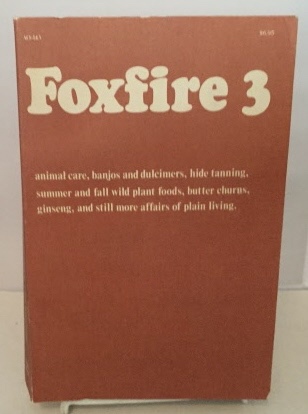 Foxfire 3
animal care, banjos and dulcimers, hide tanning,
summer and fall wild plant foods, butter churns,
ginseng, and still more affairs of plain living.